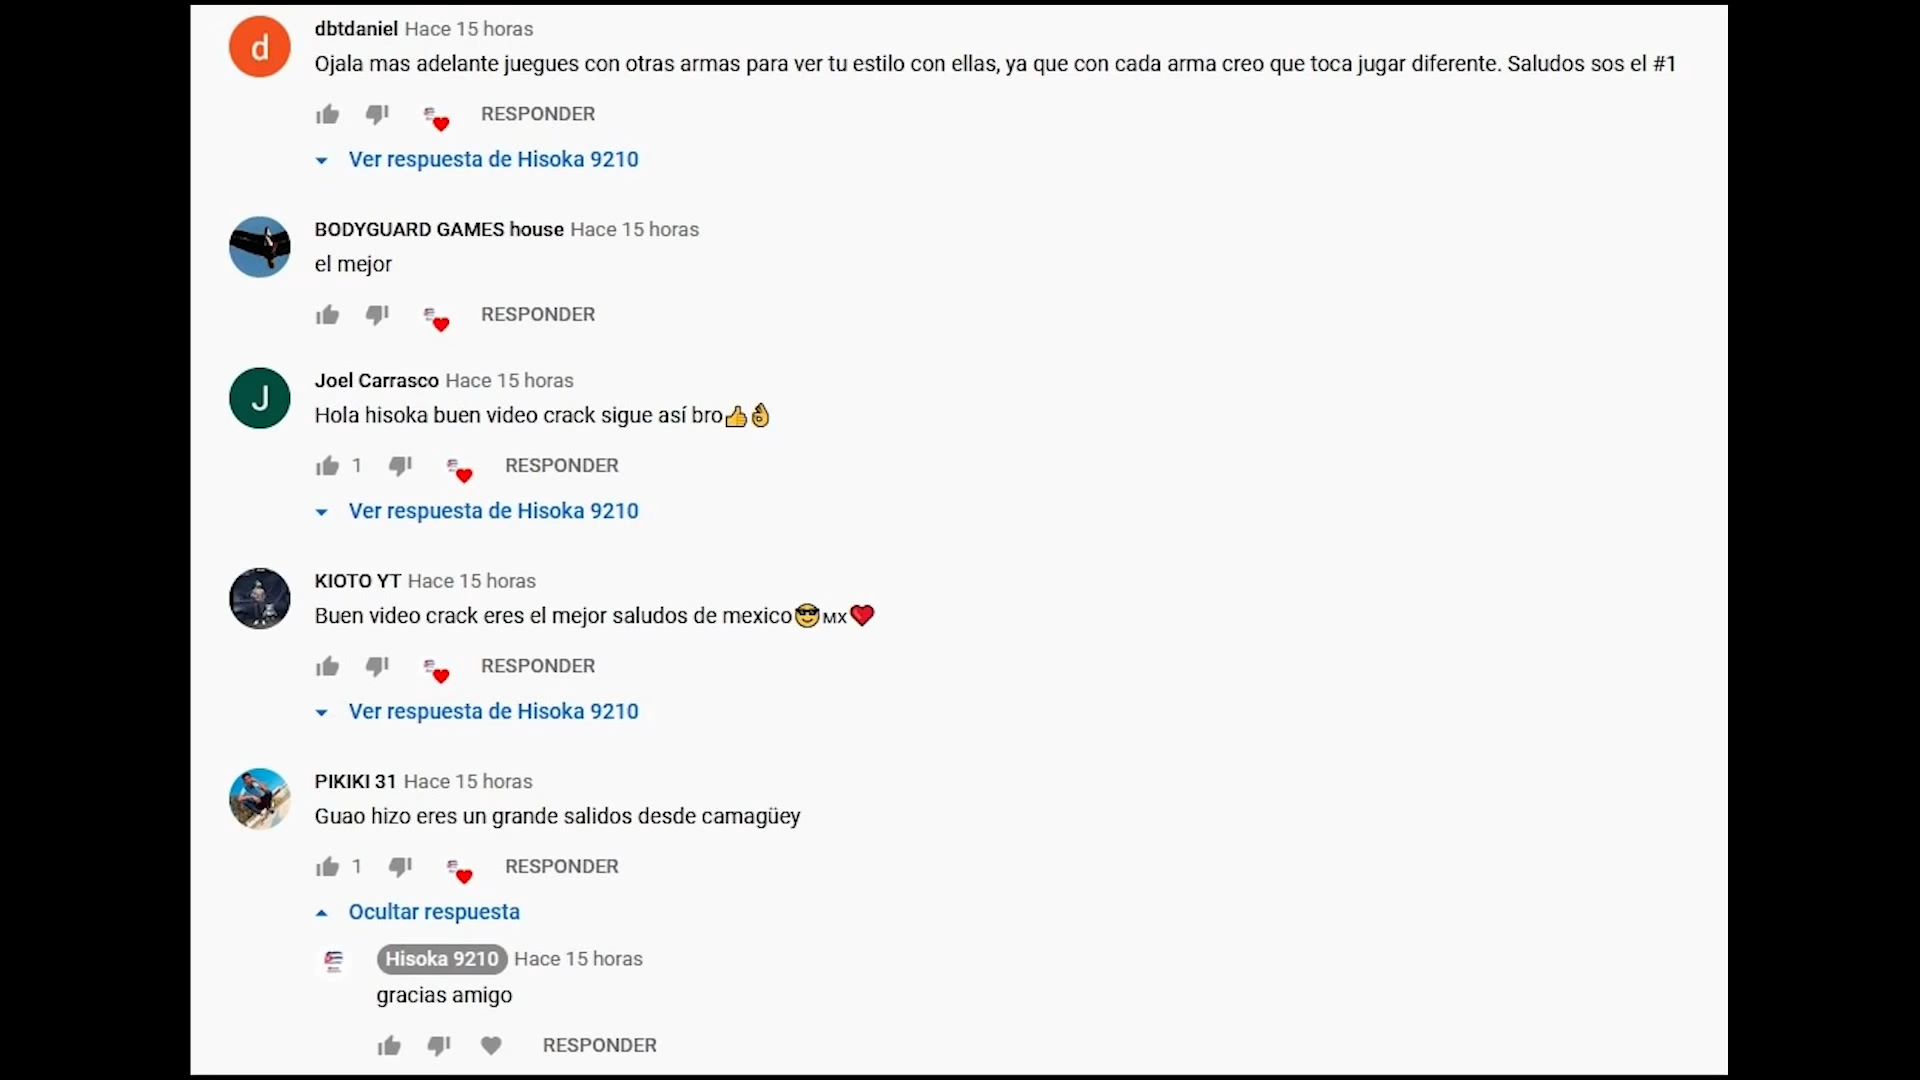 d
dbtdaniel Hace 15 horas
Ojala mas adelante juegues con otras armas para ver tu estilo con ellas, ya que con cada arma creo que toca jugar diferente. Saludos sos el #1
RESPONDER
Ver respuesta de Hisoka 9210
BODYGUARD GAMES house Hace 15 horas
el mejor
RESPONDER
J
Joel Carrasco Hace 15 horas
Hola hisoka buen video crack sigue así bro👍👌
1 RESPONDER
Ver respuesta de Hisoka 9210
KIOTO YT Hace 15 horas
Buen video crack eres el mejor saludos de mexico😎MX❤️
RESPONDER
Ver respuesta de Hisoka 9210
PIKIKI 31 Hace 15 horas
Guao hizo eres un grande salidos desde camagüey
1 RESPONDER
Ocultar respuesta
Hisoka 9210 Hace 15 horas
gracias amigo
RESPONDER